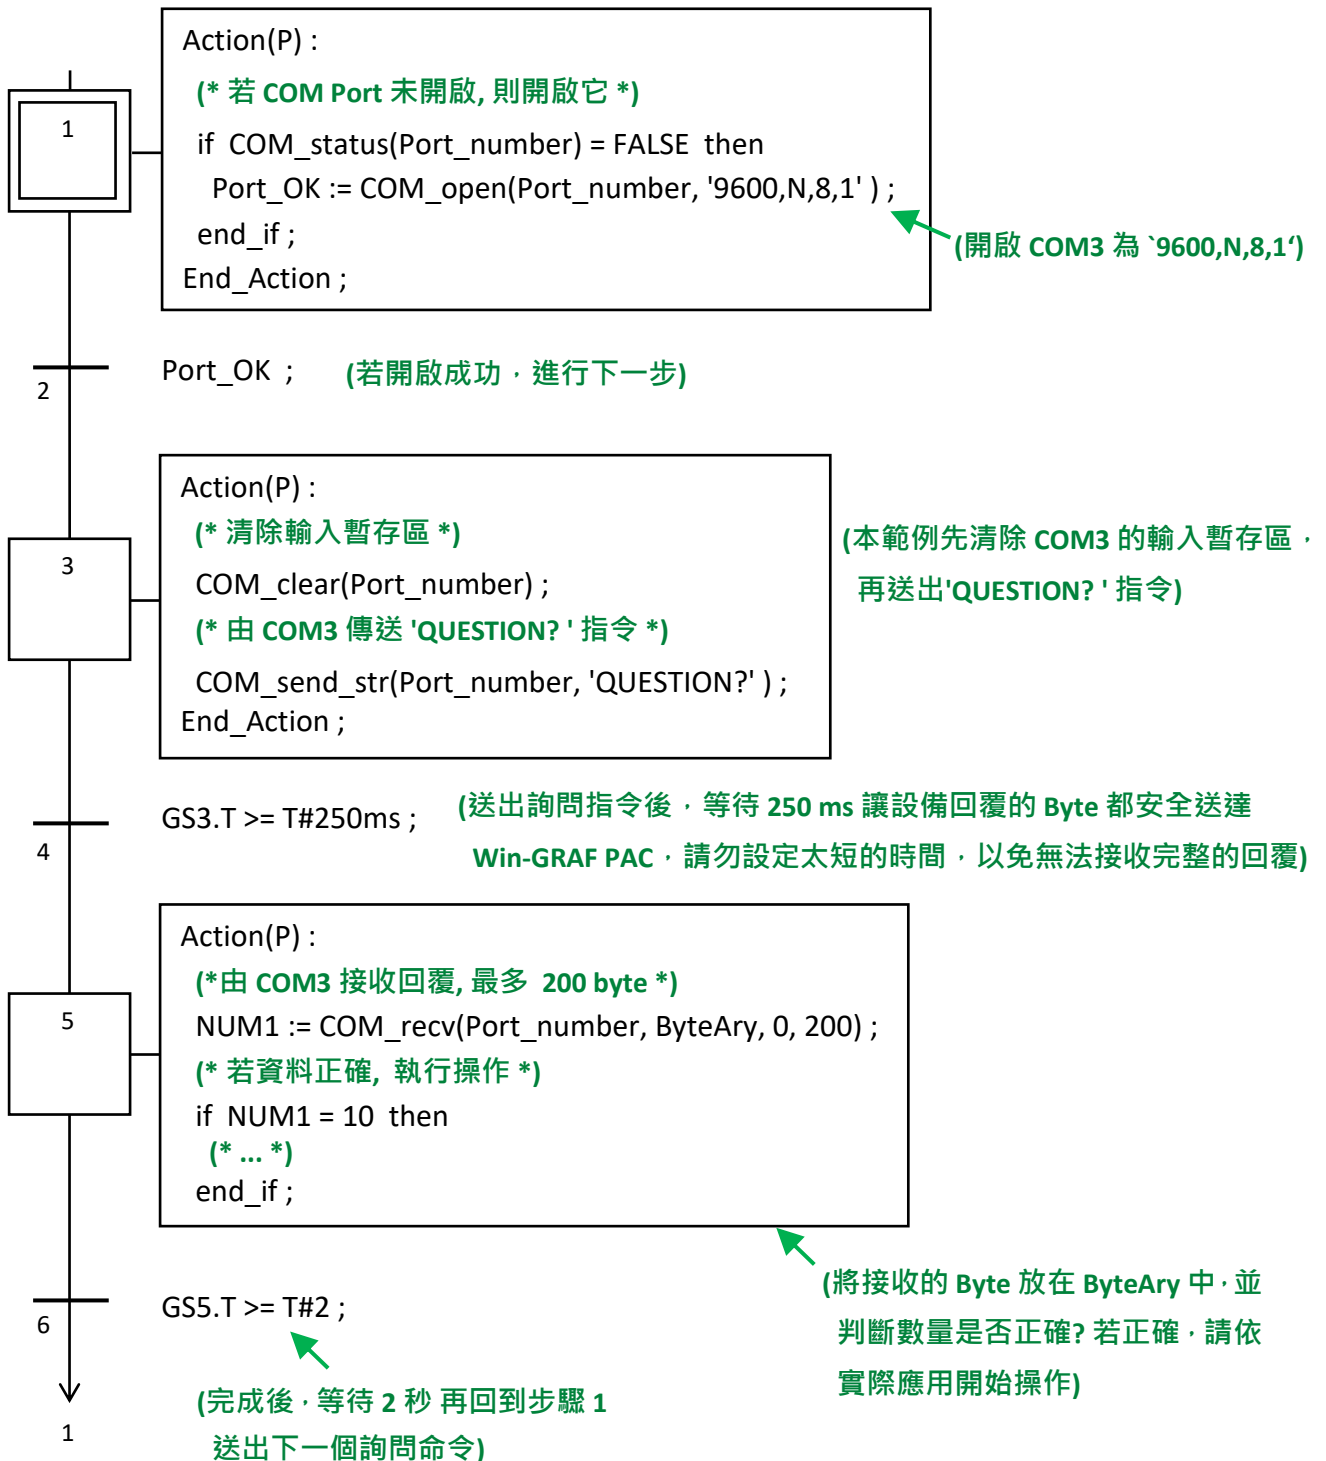 Action(P) :
(* 若 COM Port 未開啟, 則開啟它 *)
1
if COM_status(Port_number) = FALSE then
Port_OK := COM_open(Port_number, '9600,N,8,1' ) ;
end_if ;
(開啟 COM3 為 `9600,N,8,1‘)
End_Action ;
Port_OK ;
(若開啟成功，進行下一步)
2
Action(P) :
(* 清除輸入暫存區 *)
(本範例先清除 COM3 的輸入暫存區，
3
COM_clear(Port_number) ;
再送出'QUESTION? ' 指令)
(* 由 COM3 傳送 'QUESTION? ' 指令 *)
COM_send_str(Port_number, 'QUESTION?' ) ;
End_Action ;
GS3.T >= T#250ms ;
(送出詢問指令後，等待 250 ms 讓設備回覆的 Byte 都安全送達
4
Win-GRAF PAC，請勿設定太短的時間，以免無法接收完整的回覆)
Action(P) :
(*由 COM3 接收回覆, 最多 200 byte *)
5
NUM1 := COM_recv(Port_number, ByteAry, 0, 200) ;
(* 若資料正確, 執行操作 *)
if NUM1 = 10 then
(* ... *)
end_if ;
(將接收的 Byte 放在 ByteAry 中，並
GS5.T >= T#2 ;
6
判斷數量是否正確? 若正確，請依
實際應用開始操作)
(完成後，等待 2 秒 再回到步驟 1
1
送出下一個詢問命令)